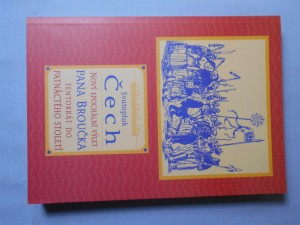 Svatopluk
Čech
NOVÝ EPOCHÁLNÍ VÝLET
PANA BROUČKA
TENTOKRÁT DO
PATNÁCTÉHO STOLETÍ